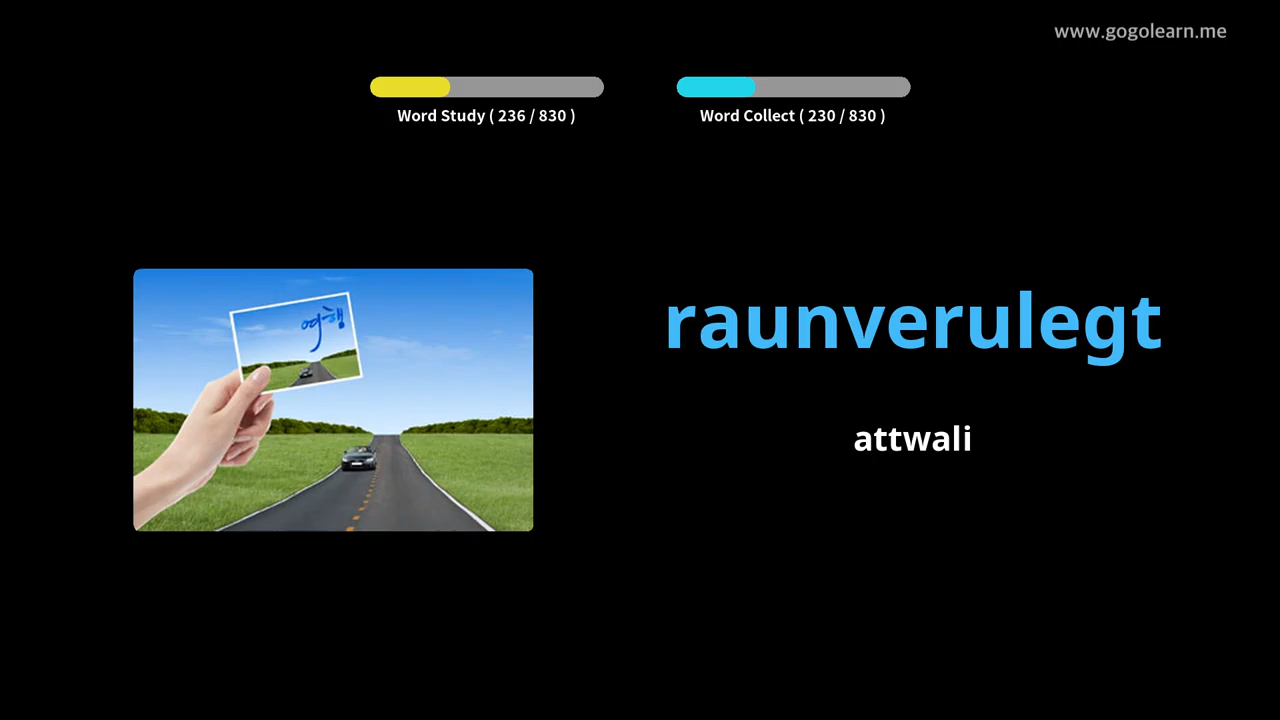 www.gogolearn.me
Word Study ( 236 / 830 )
Word Collect ( 230 / 830 )
여행
raunverulegt
attwali